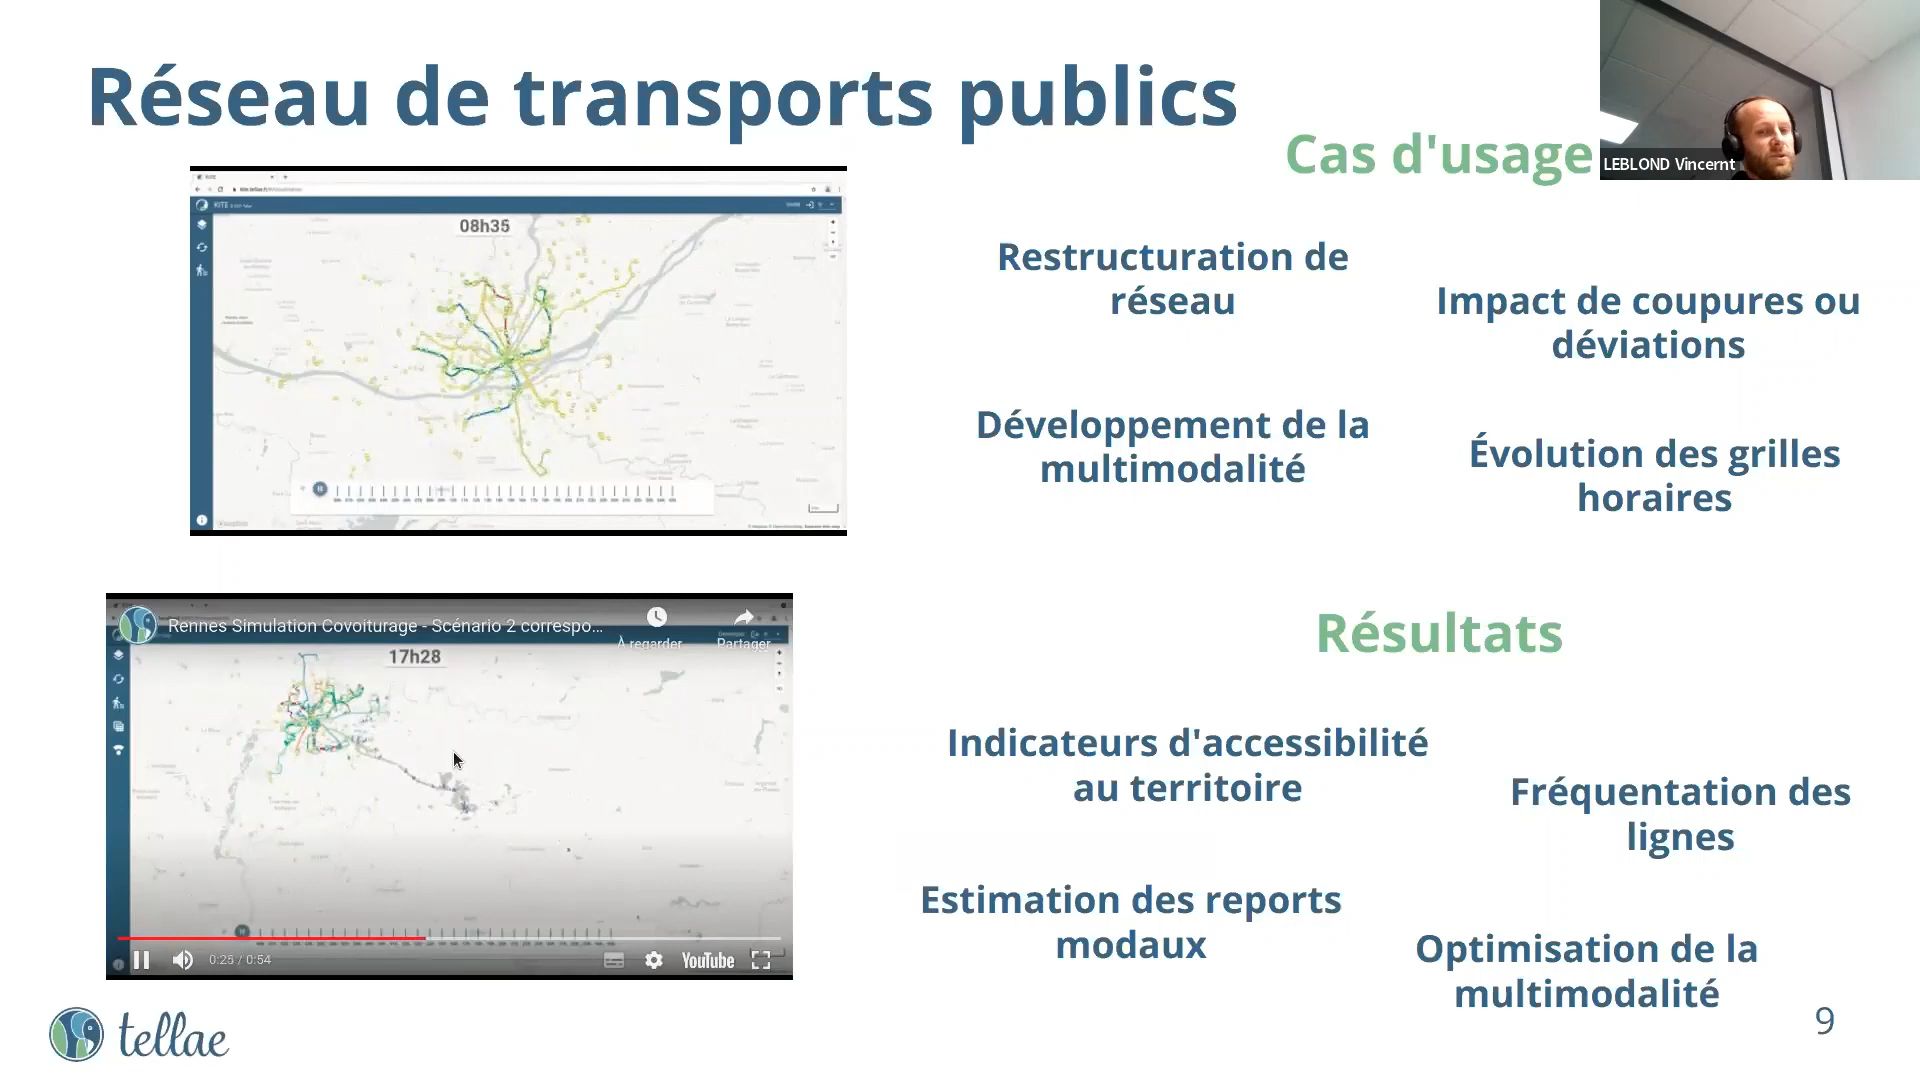 Réseau de transports publics
Cas d'usage
LEBLOND Vincernt
KITE
08h35
Restructuration de
réseau
Impact de coupures ou
déviations
Développement de la
multimodalité
Évolution des grilles
horaires
Rennes Simulation Covoiturage - Scénario 2 correspo...
À regarder
Partager
17h28
0:25 / 0:54
YouTube
Résultats
Indicateurs d'accessibilité
au territoire
Fréquentation des
lignes
Estimation des reports
modaux
Optimisation de la
multimodalité
tellae
9